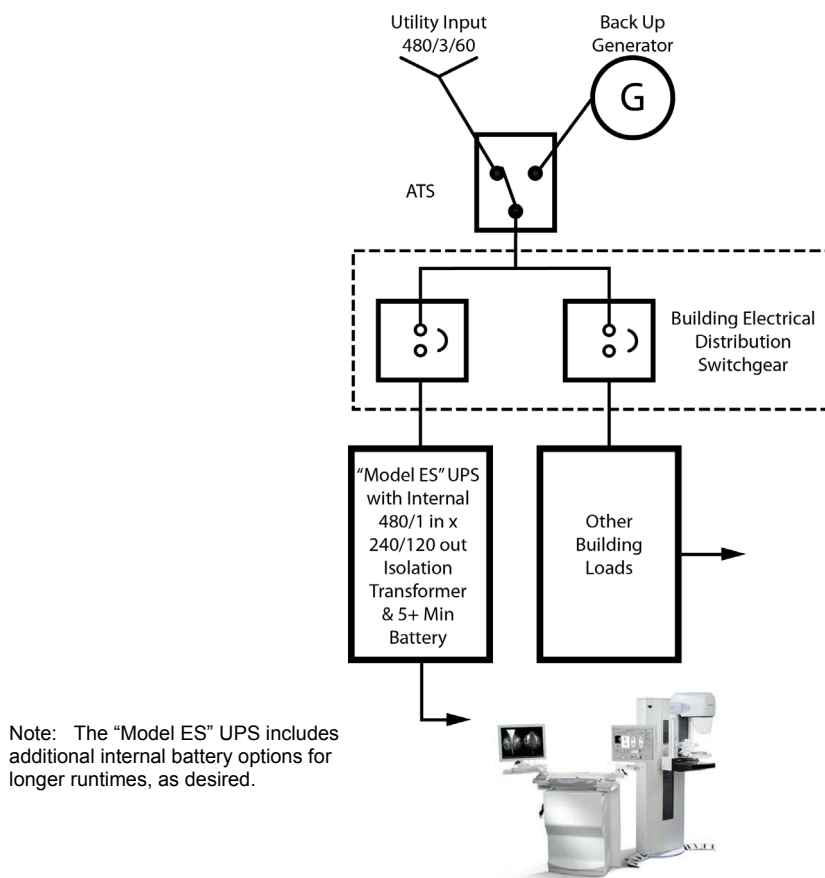 Utility Input
480/3/60
Back Up
Generator
G
ATS
Building Electrical
Distribution
Switchgear
“Model ES” UPS
with Internal
480/1 in x
240/120 out
Isolation
Transformer
& 5+ Min
Battery
Other
Building
Loads
Note: The “Model ES” UPS includes
additional internal battery options for
longer runtimes, as desired.